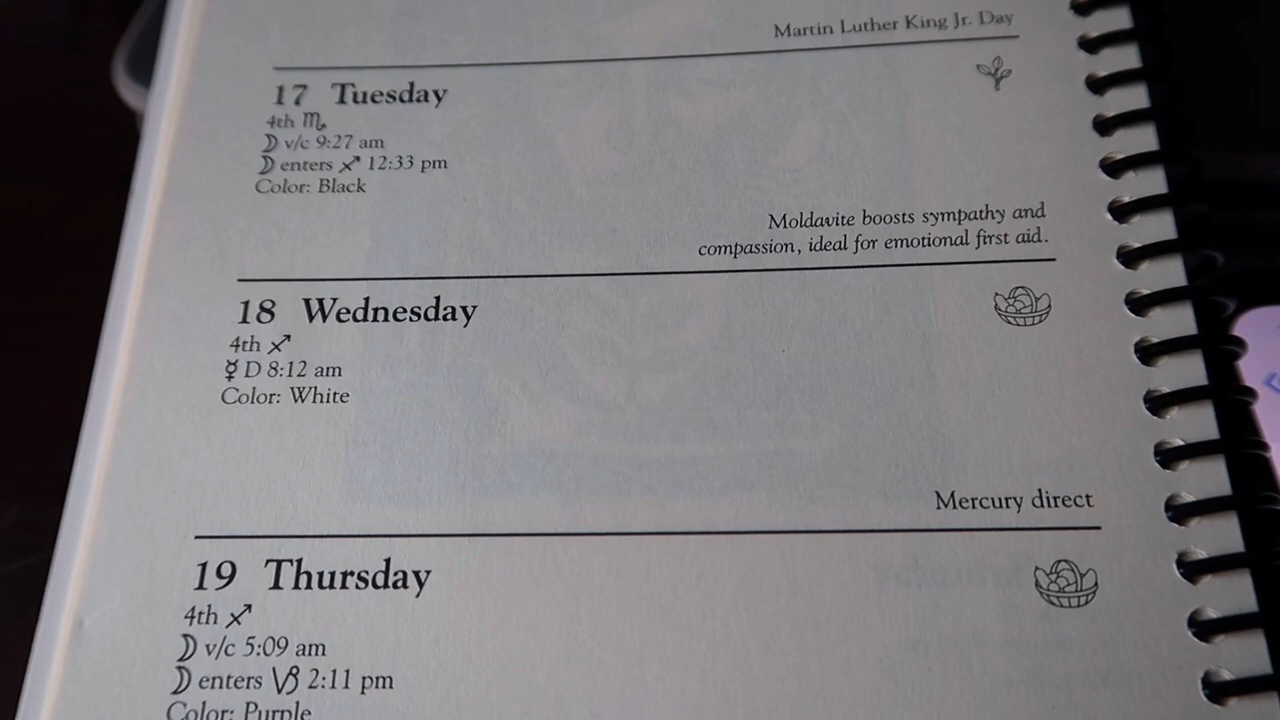 Martin Luther King Jr. Day
17 Tuesday
4th ♏
☽ v/c 9:27 am
☽ enters ♐ 12:33 pm
Color: Black
Moldavite boosts sympathy and
compassion, ideal for emotional first aid.
18 Wednesday
4th ♐
☿ D 8:12 am
Color: White
Mercury direct
19 Thursday
4th ♐
☽ v/c 5:09 am
☽ enters ♑ 2:11 pm
Color: Purple